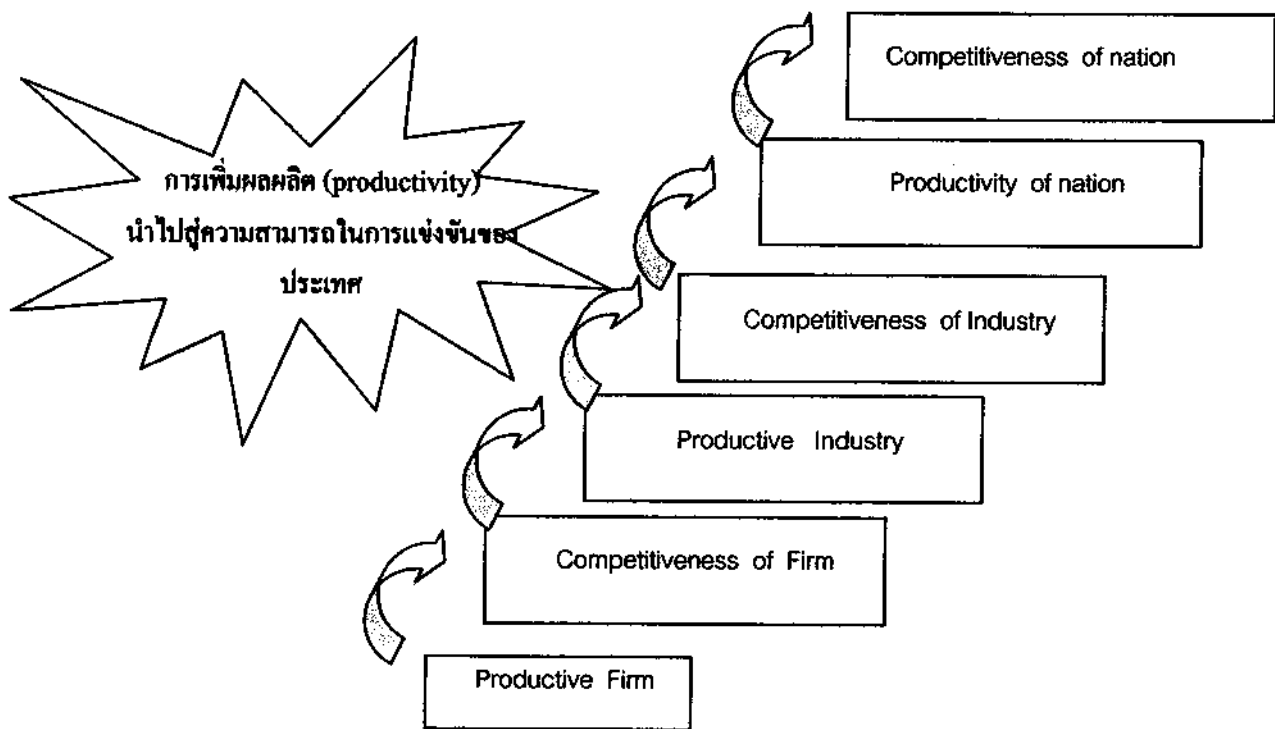 Competitiveness of nation
การเพิ่มผลผลิต (productivity)
นำไปสู่ความสามารถในการแข่งขันของ
ประเทศ
Productivity of nation
Competitiveness of Industry
Productive Industry
Competitiveness of Firm
Productive Firm